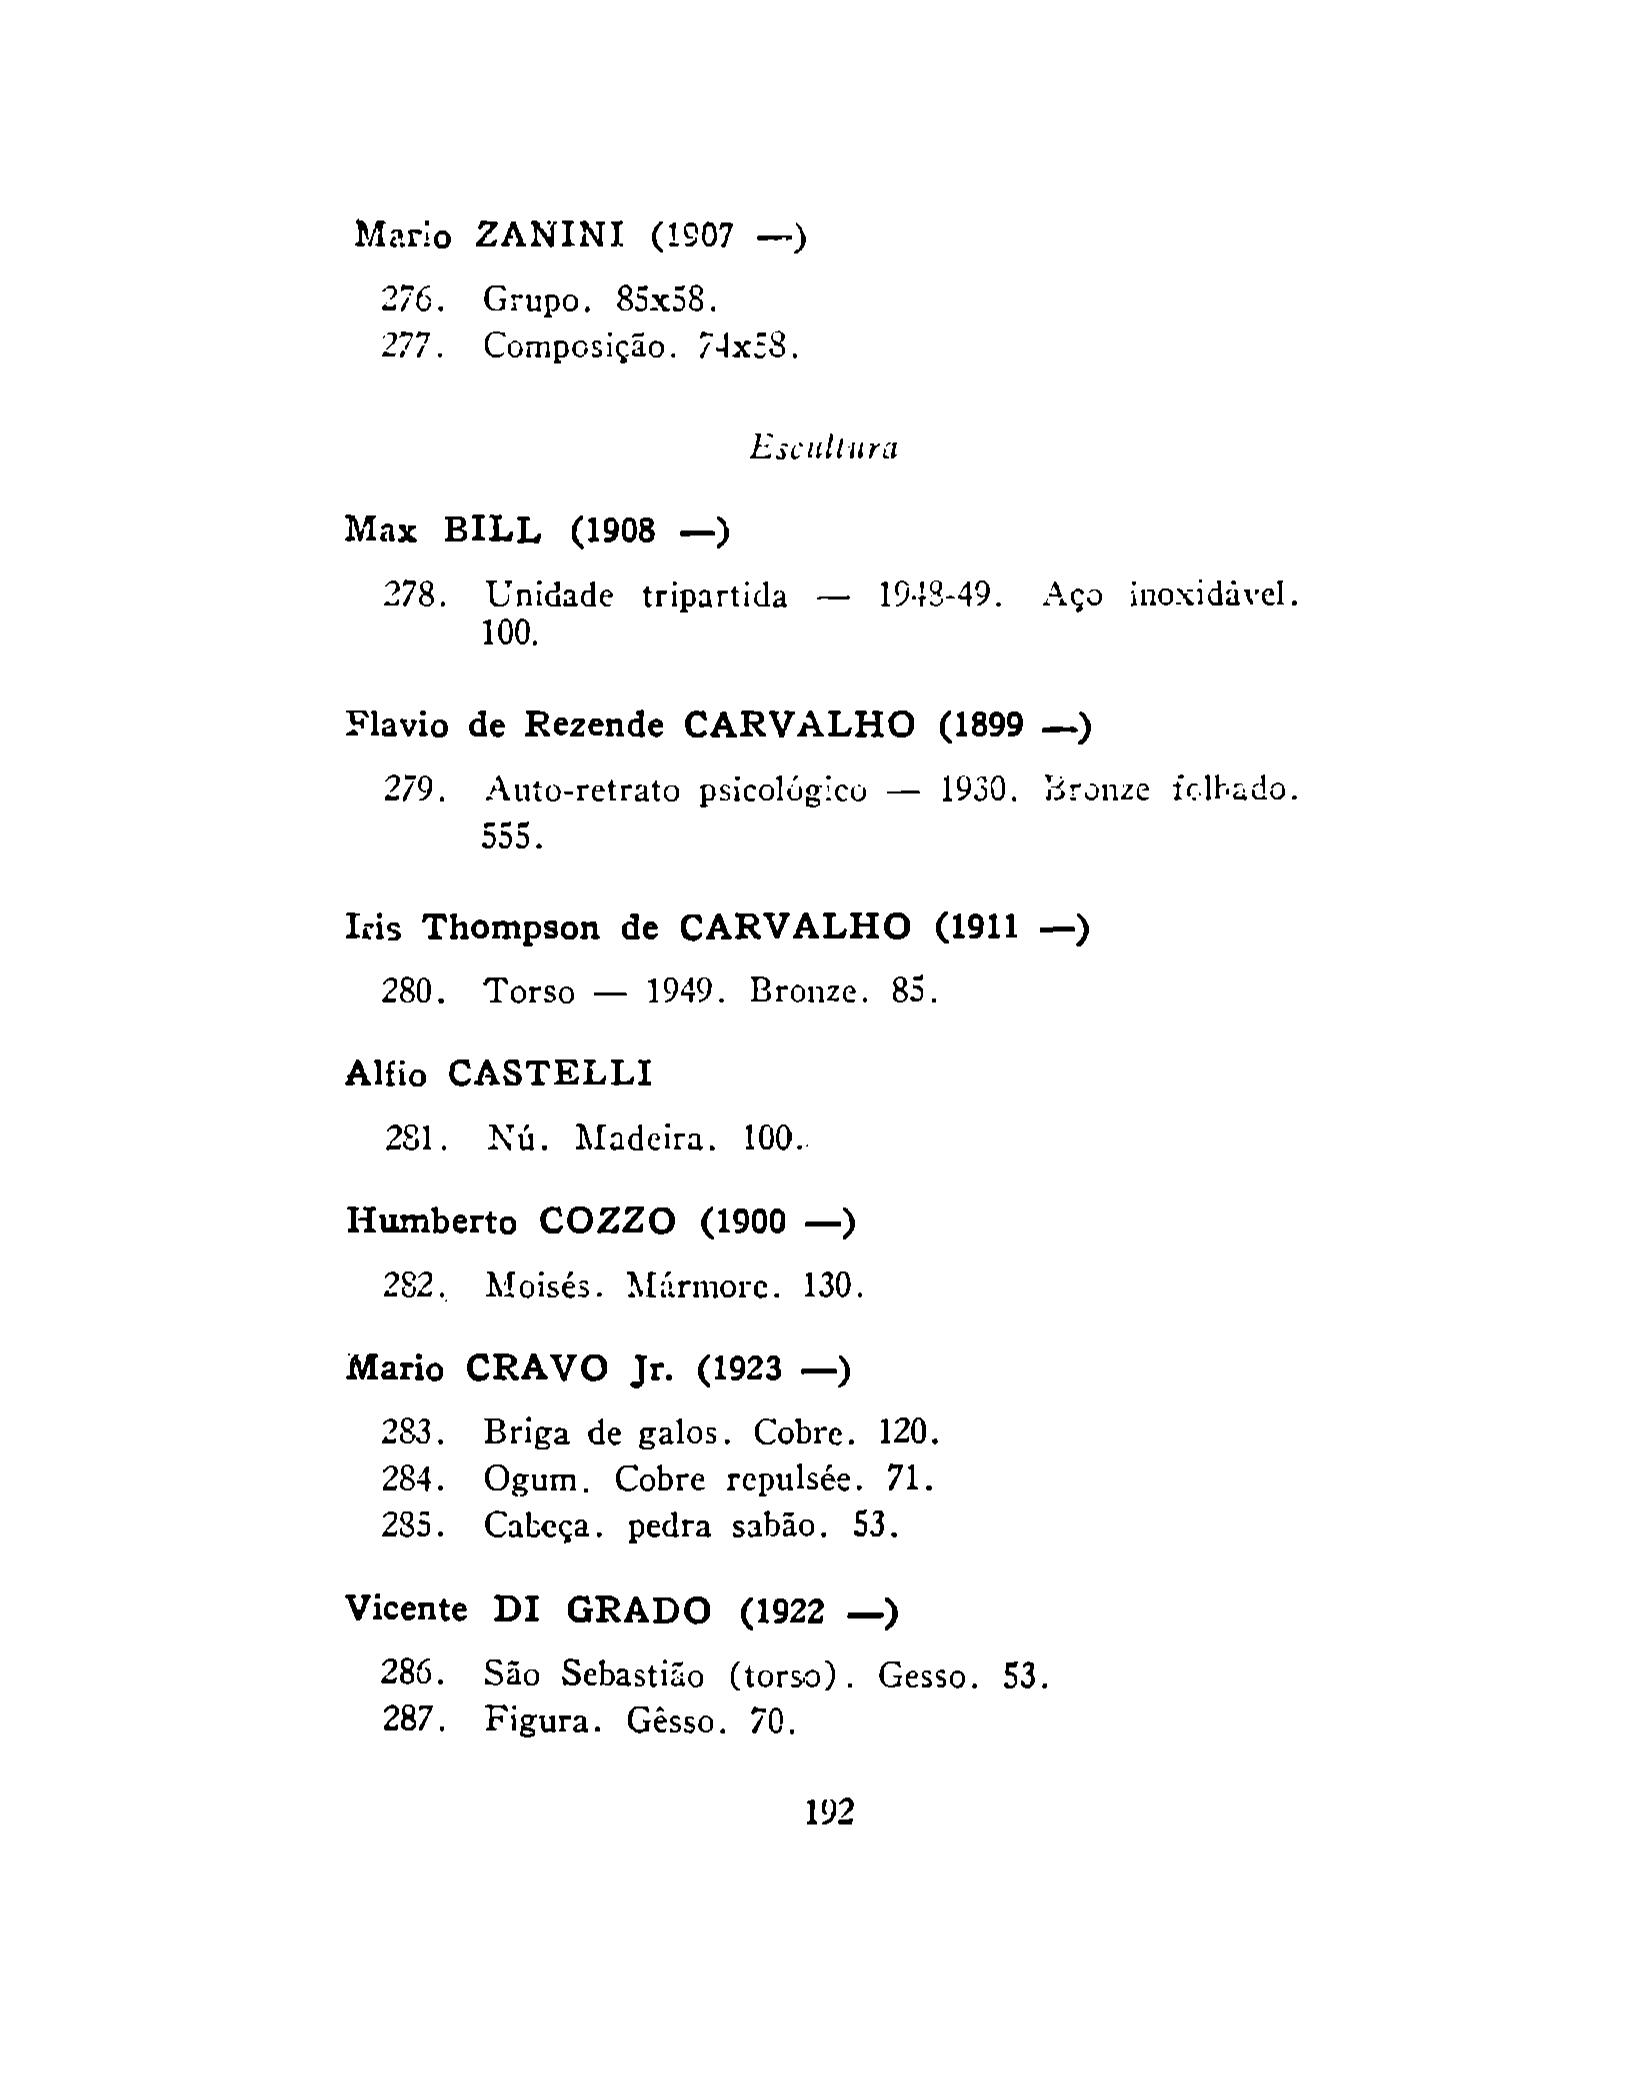 Mario ZANINI (1907 —)
276. Grupo. 85x58.
277. Composição. 74x58.
Escultura
Max BILL (1908 —)
278. Unidade tripartida — 1948-49. Aço inoxidável.
100.
Flavio de Rezende CARVALHO (1899 —)
279. Auto-retrato psicológico — 1930. Bronze folhado.
555.
Iris Thompson de CARVALHO (1911 —)
280. Torso — 1949. Bronze. 85.
Alfio CASTELLI
281. Nú. Madeira. 100.
Humberto COZZO (1900 —)
282. Moisés. Mármore. 130.
Mario CRAVO Jr. (1923 —)
283. Briga de galos. Cobre. 120.
284. Ogum. Cobre repulsée. 71.
285. Cabeça. pedra sabão. 53.
Vicente DI GRADO (1922 —)
286. São Sebastião (torso). Gesso. 53.
287. Figura. Gêsso. 70.
192